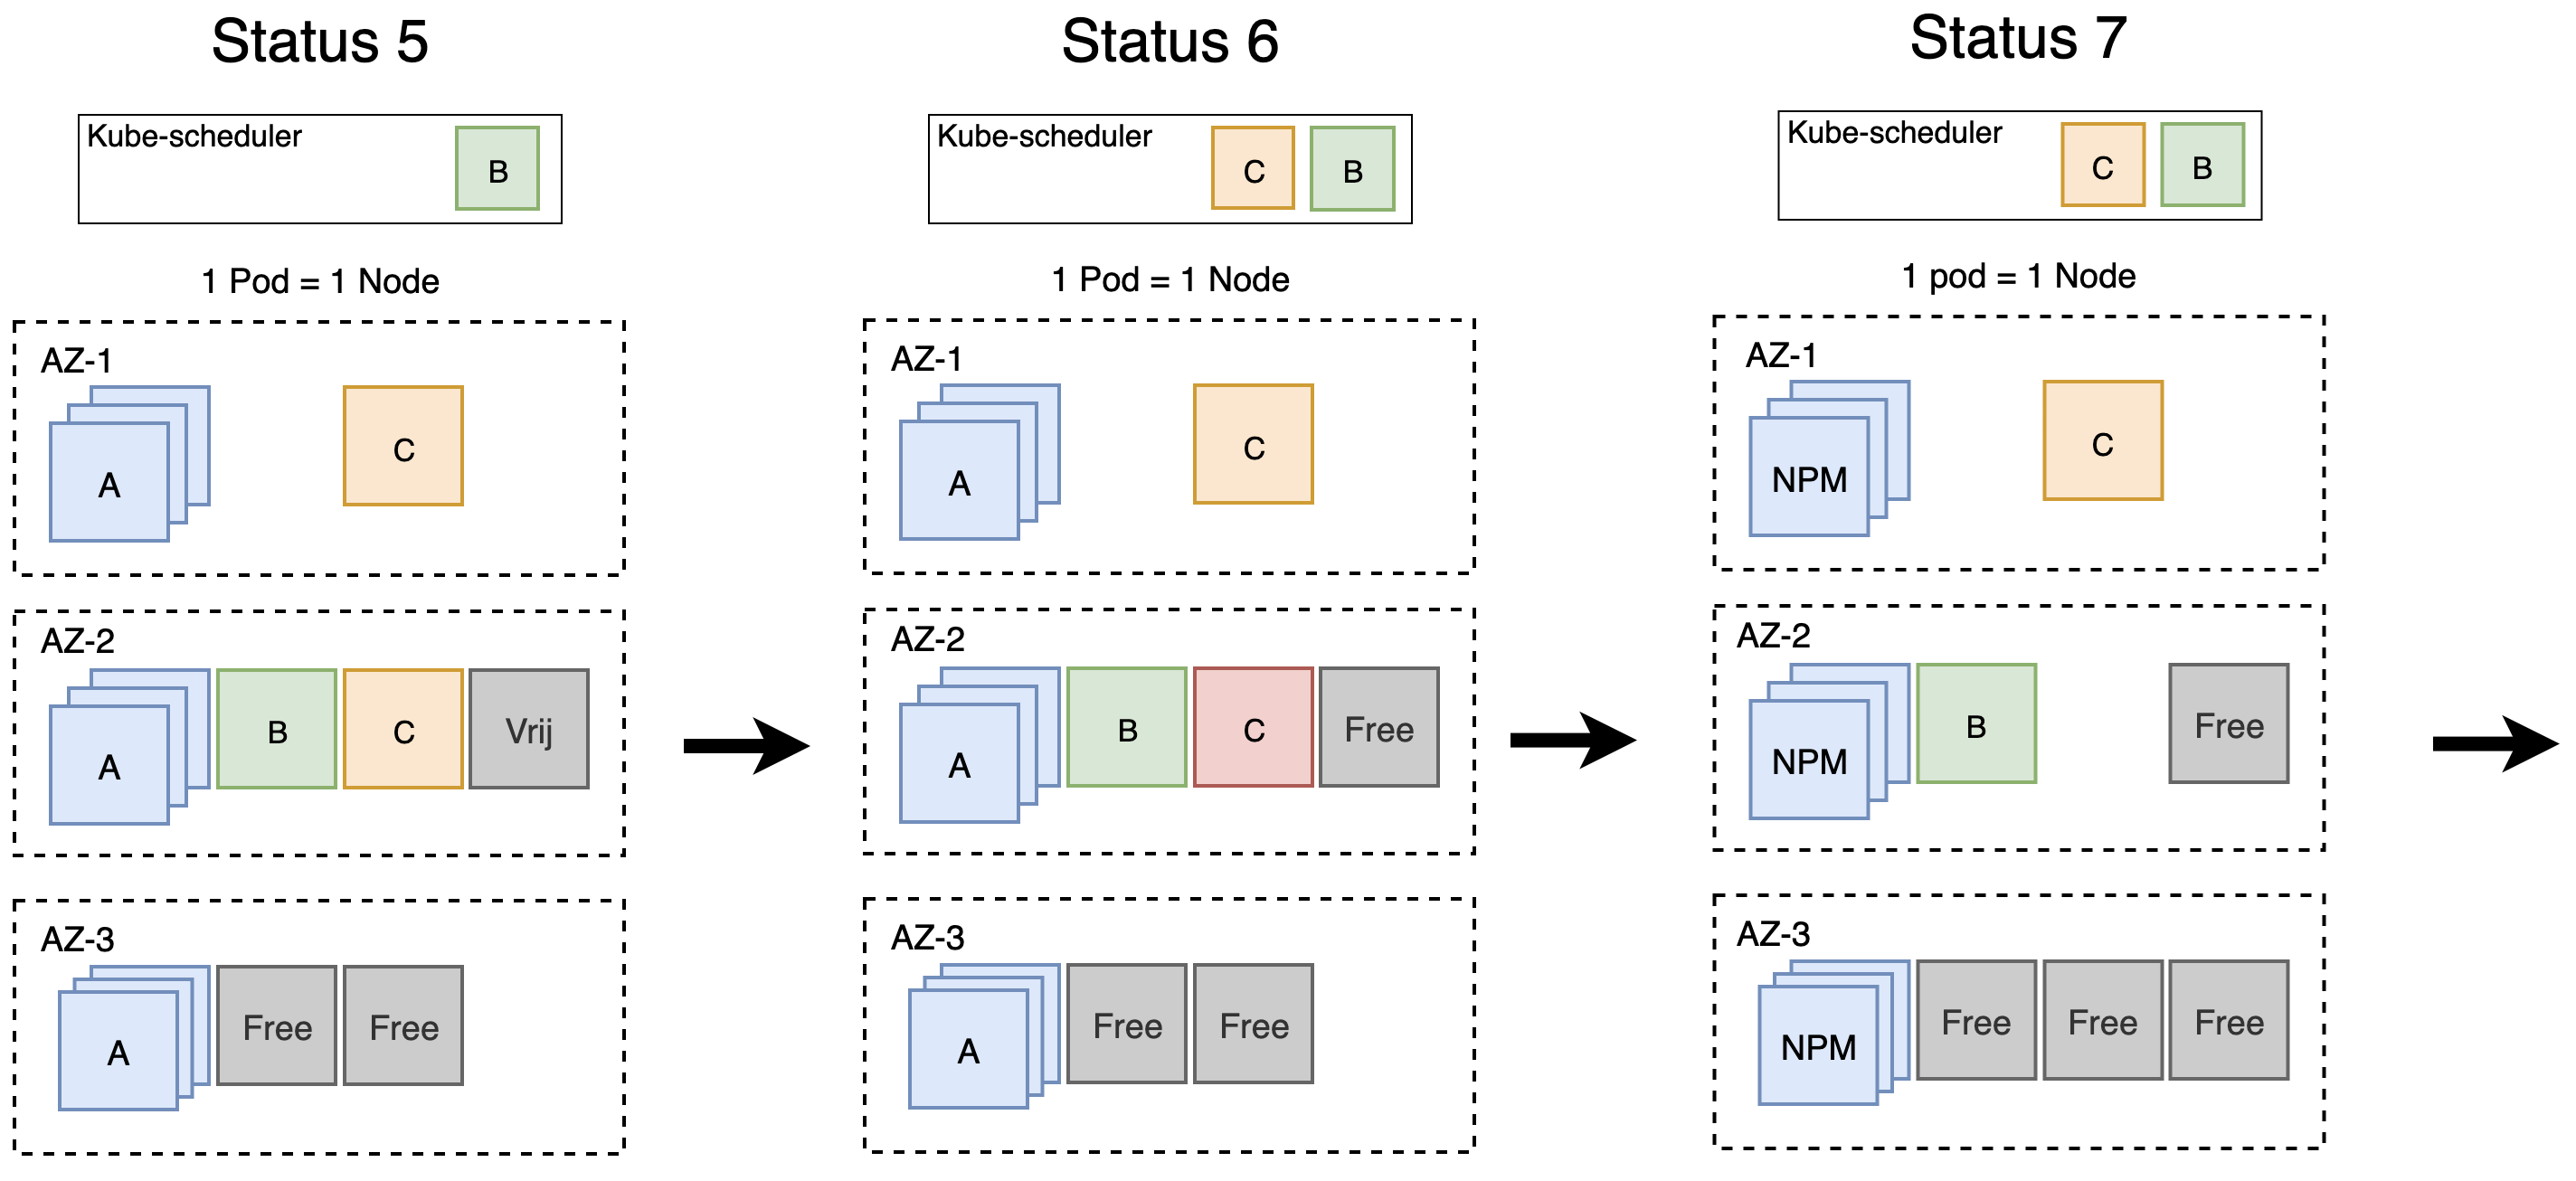 Status 5
Kube-scheduler
B
1 Pod = 1 Node
AZ-1
A
C
AZ-2
A
B
C
Vrij
AZ-3
A
Free
Free
Status 6
Kube-scheduler
C
B
1 Pod = 1 Node
AZ-1
A
C
AZ-2
A
B
C
Free
AZ-3
A
Free
Free
Status 7
Kube-scheduler
C
B
1 pod = 1 Node
AZ-1
NPM
C
AZ-2
NPM
B
Free
AZ-3
NPM
Free
Free
Free